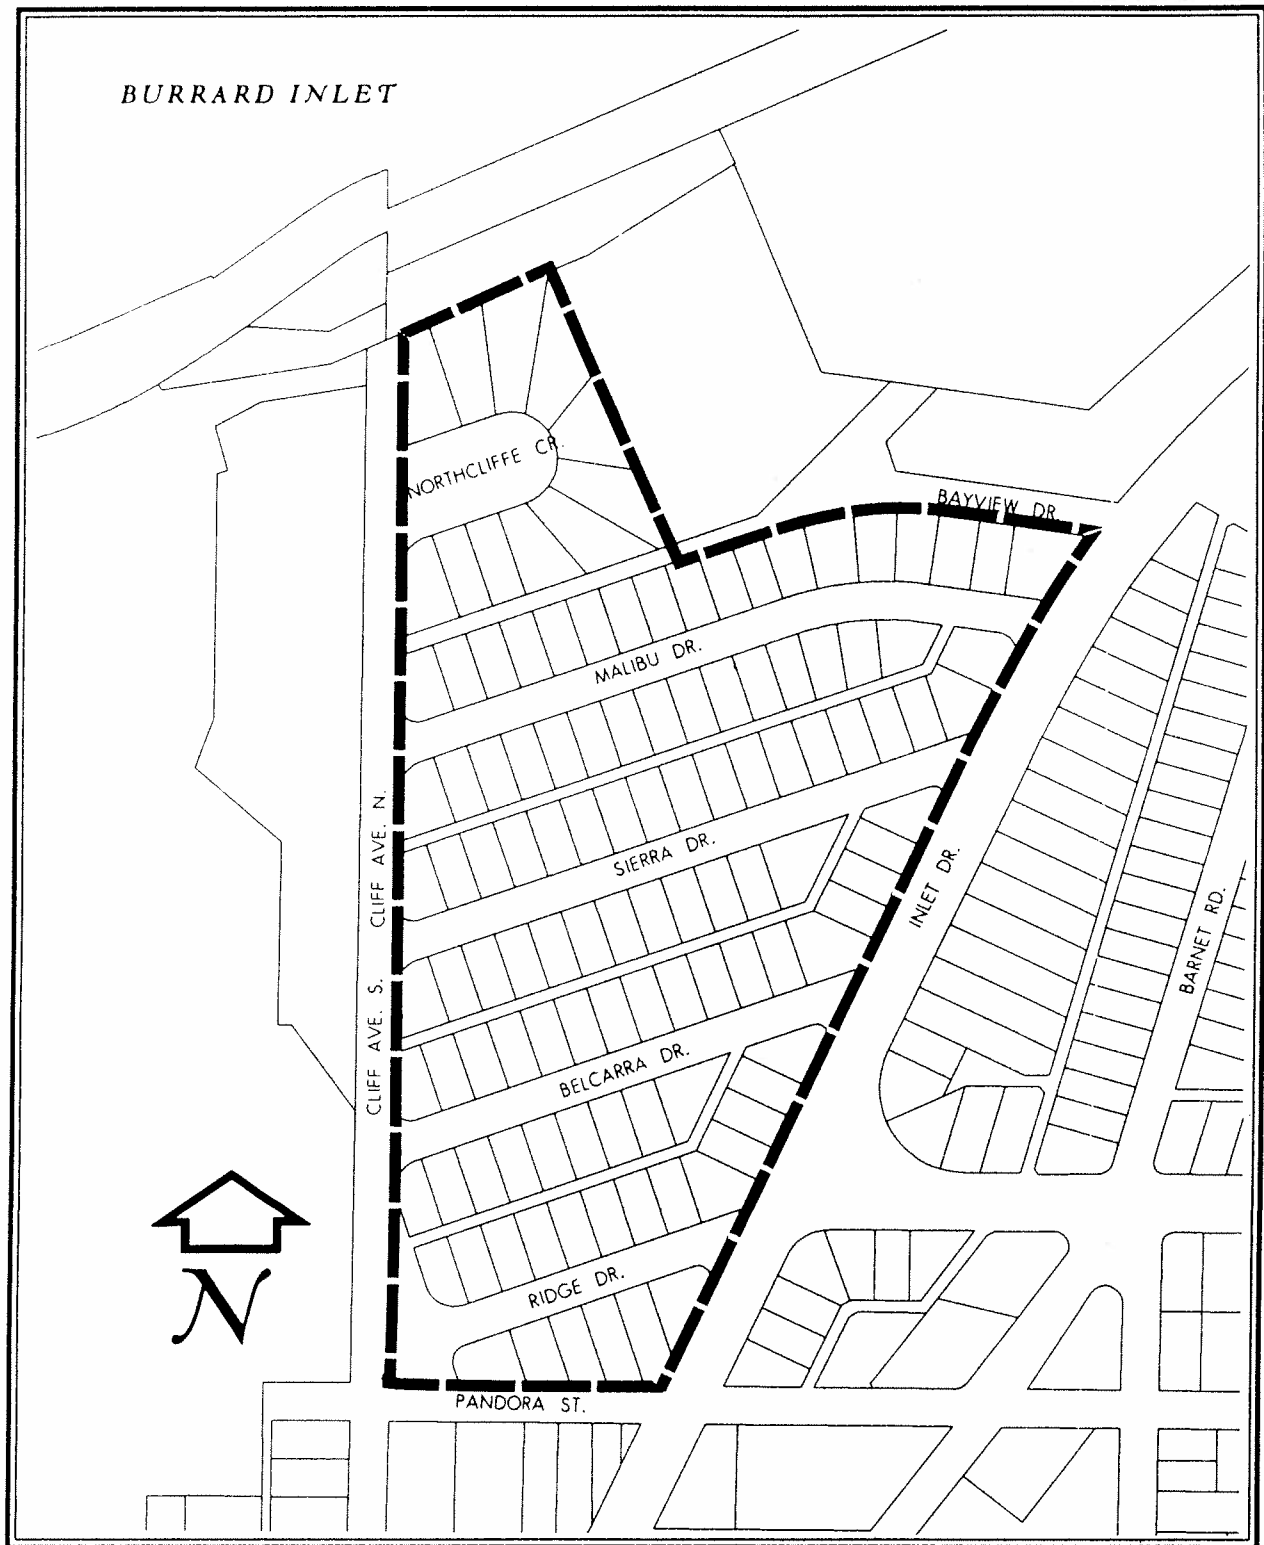 BURRARD INLET
NORTHCLIFFE CR.
BAYVIEW DR.
MALIBU DR.
CLIFF AVE. N.
SIERRA DR.
INLET DR.
BARNET RD.
CLIFF AVE. S.
BELCARRA DR.
N
RIDGE DR.
PANDORA ST.